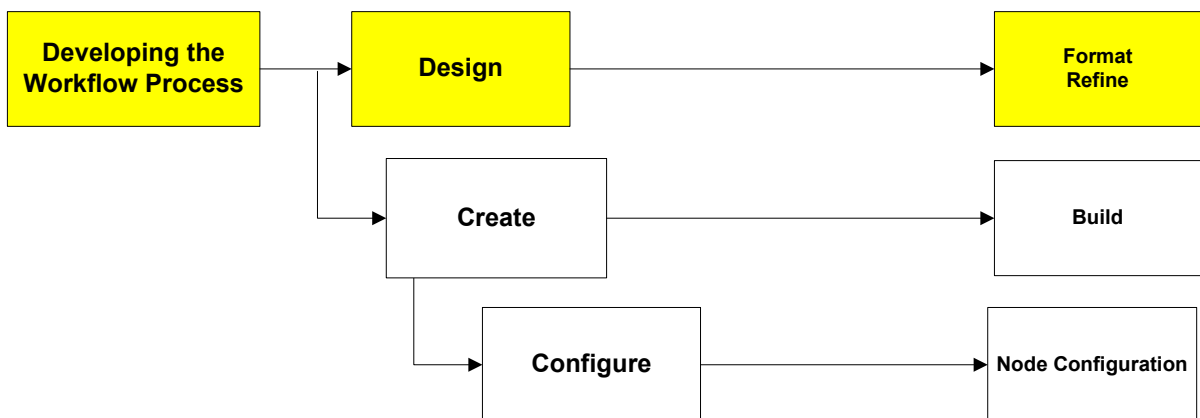 Developing the
Workflow Process
Design
Format
Refine
Create
Build
Configure
Node Configuration